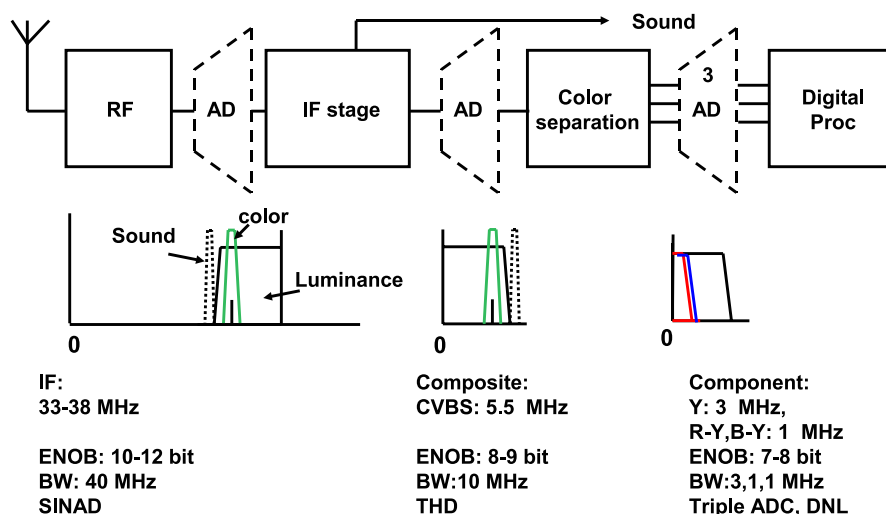 Sound
RF
AD
IF stage
AD
Color
separation
3
AD
Digital
Proc
color
Sound
Luminance
0
0
0
IF:
33-38 MHz
ENOB: 10-12 bit
BW: 40 MHz
SINAD
Composite:
CVBS: 5.5 MHz
ENOB: 8-9 bit
BW:10 MHz
THD
Component:
Y: 3 MHz,
R-Y,B-Y: 1 MHz
ENOB: 7-8 bit
BW:3,1,1 MHz
Triple ADC, DNL